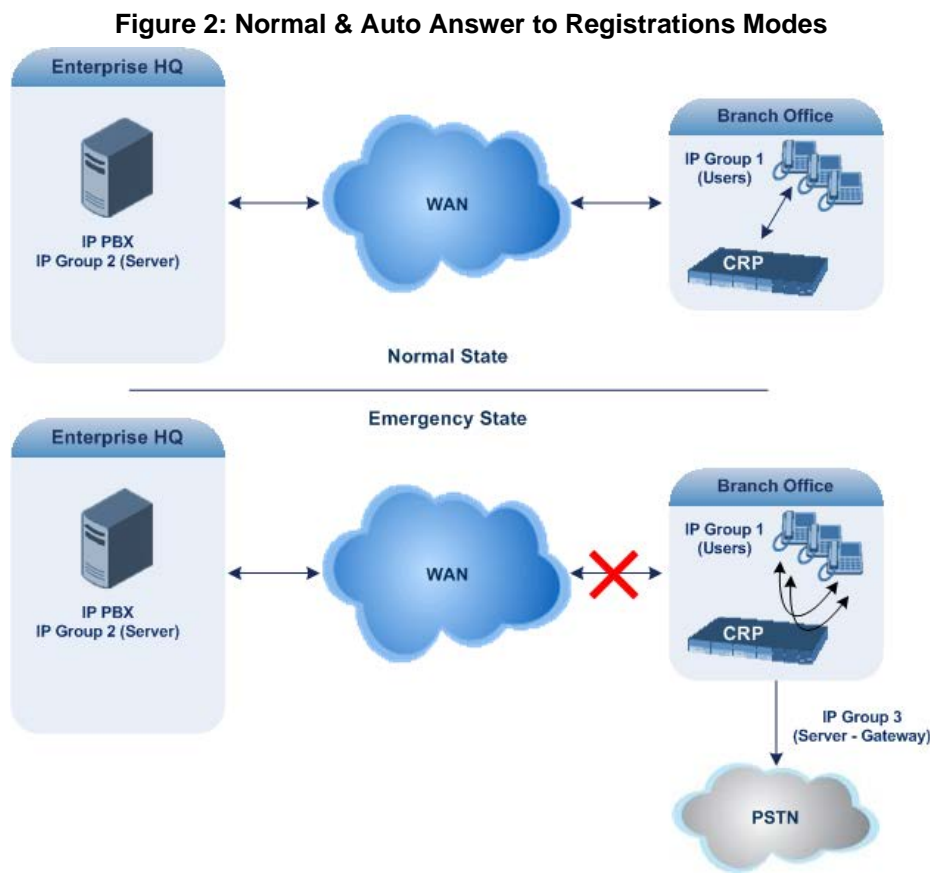 Figure 2: Normal & Auto Answer to Registrations Modes
Enterprise HQ
IP PBX
IP Group 2 (Server)
WAN
Branch Office
IP Group 1
(Users)
CRP
Normal State
Emergency State
Enterprise HQ
IP PBX
IP Group 2 (Server)
WAN
Branch Office
IP Group 1
(Users)
CRP
IP Group 3
(Server - Gateway)
PSTN